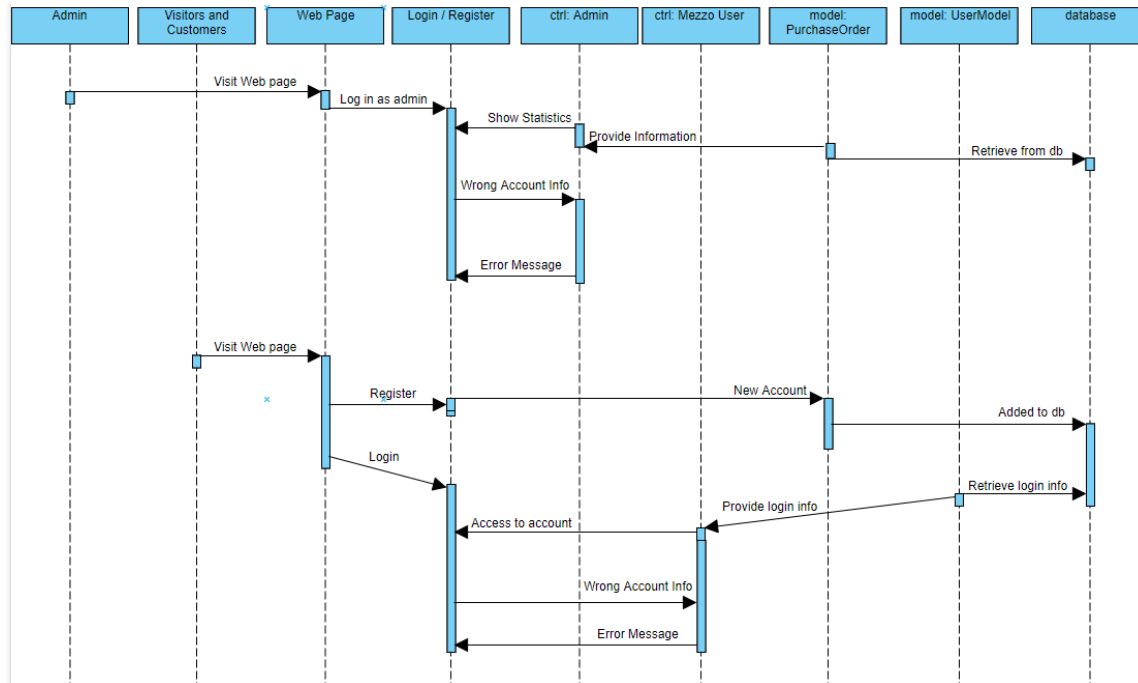 Admin
Visitors and
Customers
Web Page
Login / Register
ctrl: Admin
ctrl: Mezzo User
model:
PurchaseOrder
model: UserModel
database
Visit Web page
Log in as admin
Show Statistics
Provide Information
Retrieve from db
Wrong Account Info
Error Message
Visit Web page
Register
New Account
Added to db
Login
Retrieve login info
Provide login info
Access to account
Wrong Account Info
Error Message